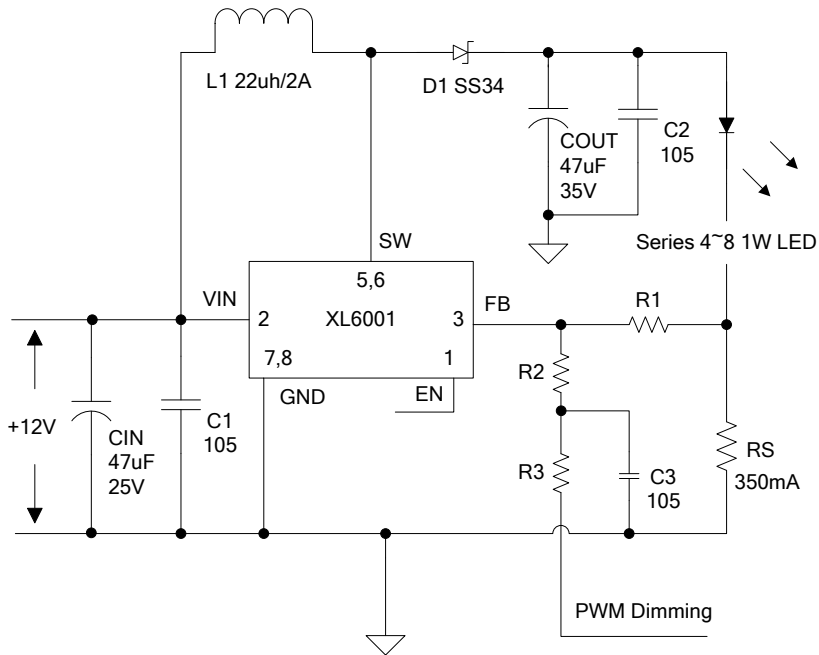 L1 22uh/2A
D1 SS34
COUT
47uF
35V
C2
105
Series 4~8 1W LED
SW
5,6
VIN
2
XL6001
3
FB
R1
7,8
1
GND
EN
R2
+12V
CIN
47uF
25V
C1
105
R3
C3
105
RS
350mA
PWM Dimming